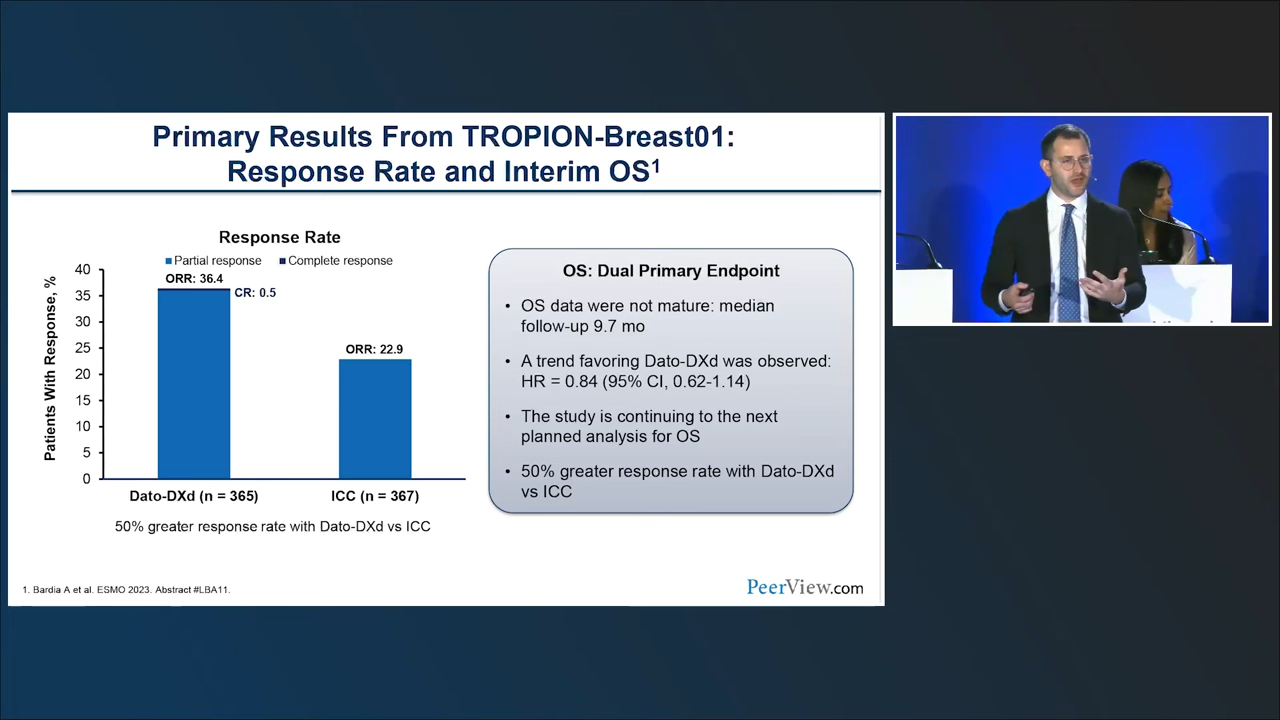 Primary Results From TROPION-Breast01:
Response Rate and Interim OS¹
Response Rate
Partial response
Complete response
Patients With Response, %
40
35
30
25
20
15
10
5
0
ORR: 36.4
CR: 0.5
ORR: 22.9
Dato-DXd (n = 365)
ICC (n = 367)
50% greater response rate with Dato-DXd vs ICC
OS: Dual Primary Endpoint
• OS data were not mature: median
follow-up 9.7 mo
• A trend favoring Dato-DXd was observed:
HR = 0.84 (95% CI, 0.62-1.14)
• The study is continuing to the next
planned analysis for OS
• 50% greater response rate with Dato-DXd
vs ICC
1. Bardia A et al. ESMO 2023. Abstract #LBA11.
PeerView.com